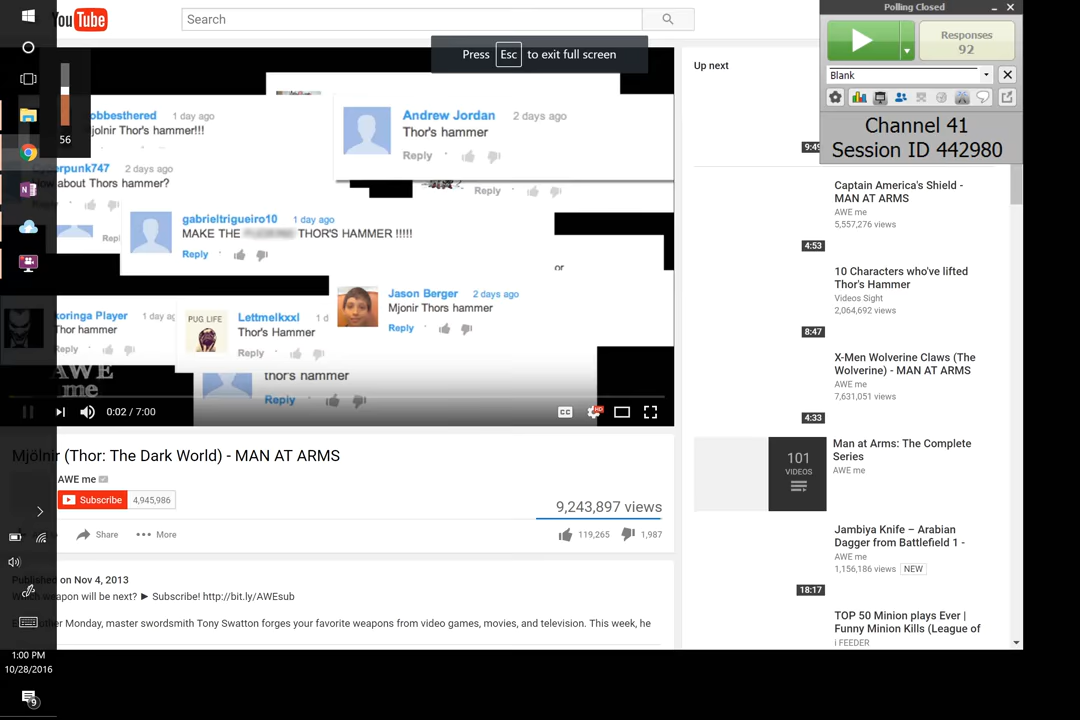 YouTube
Search
Press Esc to exit full screen
Polling Closed
Responses
92
Blank
Channel 41
Session ID 442980
obbesthered 1 day ago
jolnir Thor's hammer!!!
Andrew Jordan 2 days ago
Thor's hammer
Reply
Reply
punk747 2 days ago
about Thors hammer?
Reply
gabrieltrigueiro10 1 day ago
MAKE THE THOR'S HAMMER !!!!!
Reply
or
Jason Berger 2 days ago
Mjonir Thors hammer
Reply
koringa Player 1 day ag
Thor hammer
Reply
PUG LIFE
Lettmelkxxl 1 d
Thor's Hammer
Reply
thor's hammer
Reply
AWE
me
56
0:02 / 7:00
CC
HD
Mjölnir (Thor: The Dark World) - MAN AT ARMS
AWE me
Subscribe 4,945,986
9,243,897 views
Share
More
119,265
1,987
Published on Nov 4, 2013
weapon will be next? ► Subscribe! http://bit.ly/AWEsub
other Monday, master swordsmith Tony Swatton forges your favorite weapons from video games, movies, and television. This week, he
Up next
9:49
Captain America's Shield -
MAN AT ARMS
AWE me
5,557,276 views
4:53
10 Characters who've lifted
Thor's Hammer
Videos Sight
2,064,692 views
8:47
X-Men Wolverine Claws (The
Wolverine) - MAN AT ARMS
AWE me
7,631,051 views
4:33
101
VIDEOS
Man at Arms: The Complete
Series
AWE me
Jambiya Knife – Arabian
Dagger from Battlefield 1 -
AWE me
1,156,186 views NEW
18:17
TOP 50 Minion plays Ever |
Funny Minion Kills (League of
i FEEDER
1:00 PM
10/28/2016
9